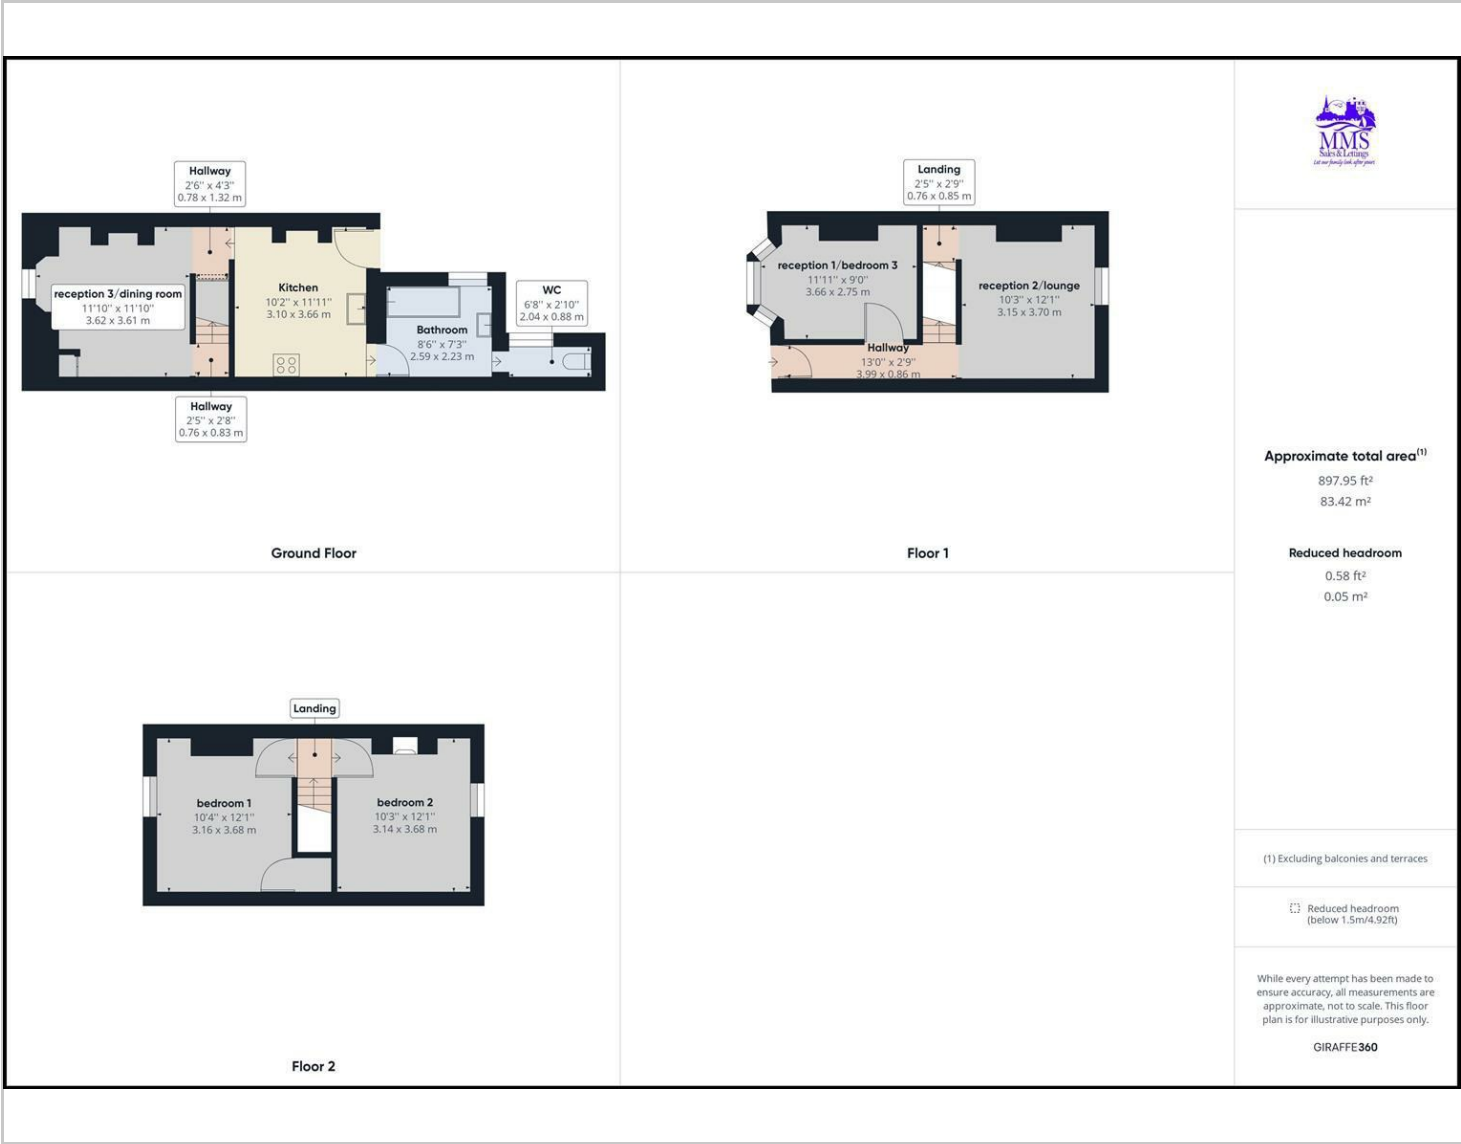 Hallway
2'6" x 4'3"
0.78 x 1.32 m
reception 3/dining room
11'10" x 11'10"
3.62 x 3.61 m
Kitchen
10'2" x 11'11"
3.10 x 3.66 m
Bathroom
8'6" x 7'3"
2.59 x 2.23 m
WC
6'8" x 2'10"
2.04 x 0.88 m
Hallway
2'5" x 2'8"
0.76 x 0.83 m
Ground Floor
Landing
2'5" x 2'9"
0.76 x 0.85 m
reception 1/bedroom 3
11'11" x 9'0"
3.66 x 2.75 m
reception 2/lounge
10'3" x 12'1"
3.15 x 3.70 m
Hallway
13'0" x 2'9"
3.99 x 0.86 m
Floor 1
Landing
bedroom 1
10'4" x 12'1"
3.16 x 3.68 m
bedroom 2
10'3" x 12'1"
3.14 x 3.68 m
Floor 2
MMS
Sales & Lettings
Let our family look after yours
Approximate total area(1)
897.95 ft²
83.42 m²
Reduced headroom
0.58 ft²
0.05 m²
(1) Excluding balconies and terraces
Reduced headroom
(below 1.5m/4.92ft)
While every attempt has been made to
ensure accuracy, all measurements are
approximate, not to scale. This floor
plan is for illustrative purposes only.
GIRAFFE360